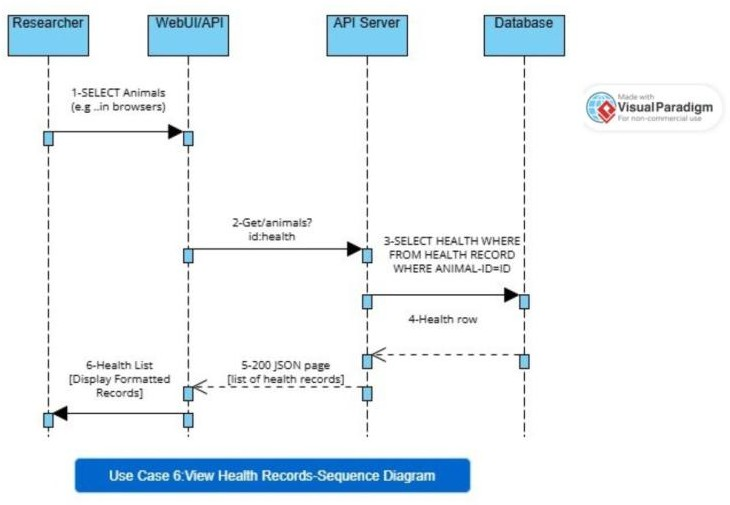 Researcher
WebUI/API
API Server
Database
1-SELECT Animals
(e.g ..in browsers)
Made with
Visual Paradigm
For non-commercial use
2-Get/animals?
id:health
3-SELECT HEALTH WHERE
FROM HEALTH RECORD
WHERE ANIMAL-ID=ID
4-Health row
5-200 JSON page
[list of health records]
6-Health List
[Display Formatted
Records]
Use Case 6:View Health Records-Sequence Diagram